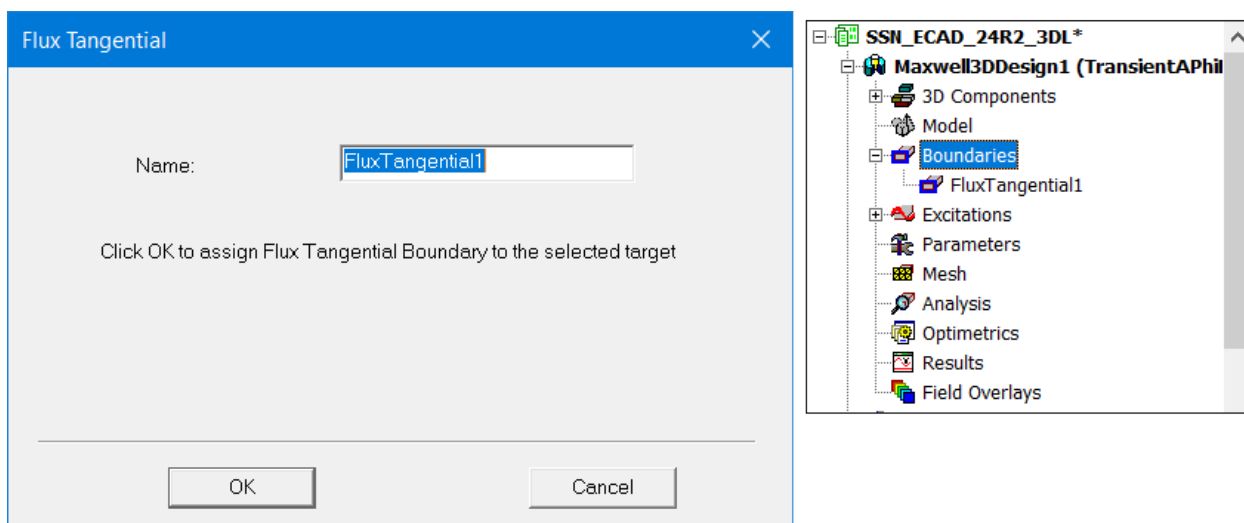 Flux Tangential
Name:
FluxTangential1
Click OK to assign Flux Tangential Boundary to the selected target
OK
Cancel
SSN_ECAD_24R2_3DL*
Maxwell3DDesign1 (TransientAPhi
3D Components
Model
Boundaries
FluxTangential1
Excitations
Parameters
Mesh
Analysis
Optimetrics
Results
Field Overlays